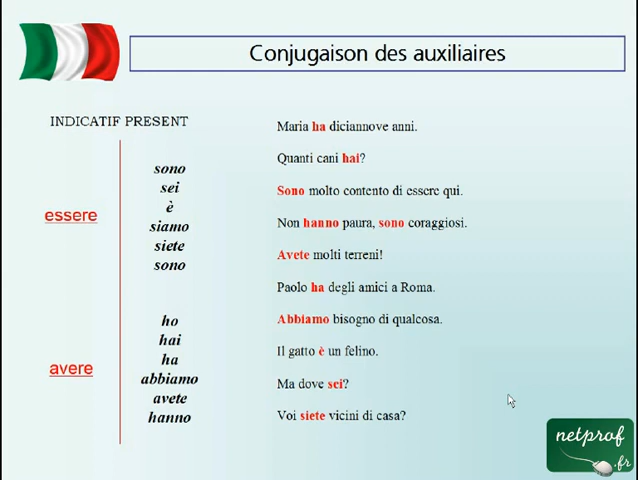 Conjugaison des auxiliaires
INDICATIF PRESENT
essere
sono
sei
è
siamo
siete
sono
avere
ho
hai
ha
abbiamo
avete
hanno
Maria ha diciannove anni.
Quanti cani hai?
Sono molto contento di essere qui.
Non hanno paura, sono coraggiosi.
Avete molti terreni!
Paolo ha degli amici a Roma.
Abbiamo bisogno di qualcosa.
Il gatto è un felino.
Ma dove sei?
Voi siete vicini di casa?
netprof
.fr